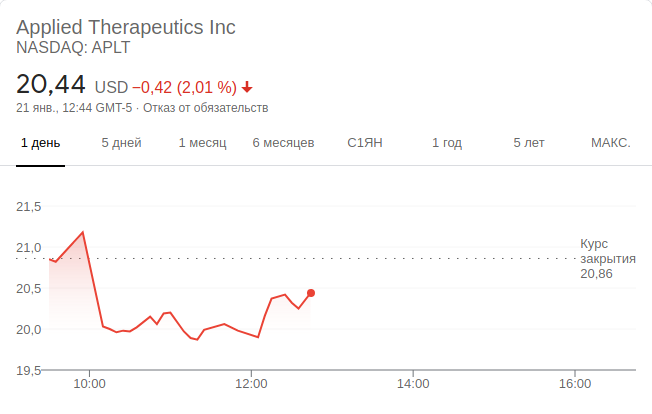 Applied Therapeutics Inc
NASDAQ: APLT
20,44 USD −0,42 (2,01 %)
21 янв., 12:44 GMT-5 · Отказ от обязательств
1 день 5 дней 1 месяц 6 месяцев С1ЯН 1 год 5 лет МАКС.
21,5
21,0
20,5
20,0
19,5
Курс
закрытия
20,86
10:00 12:00 14:00 16:00